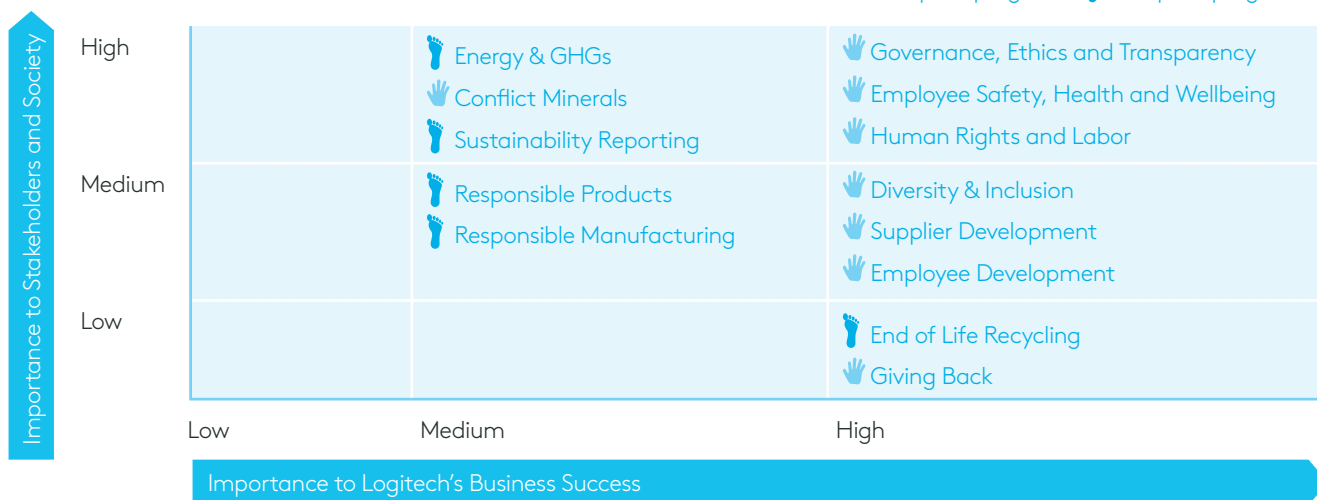 High
Energy & GHGs
Conflict Minerals
Sustainability Reporting
Governance, Ethics and Transparency
Employee Safety, Health and Wellbeing
Human Rights and Labor
Medium
Responsible Products
Responsible Manufacturing
Diversity & Inclusion
Supplier Development
Employee Development
Low
End of Life Recycling
Giving Back
Low
Medium
High
Importance to Stakeholders and Society
Importance to Logitech's Business Success